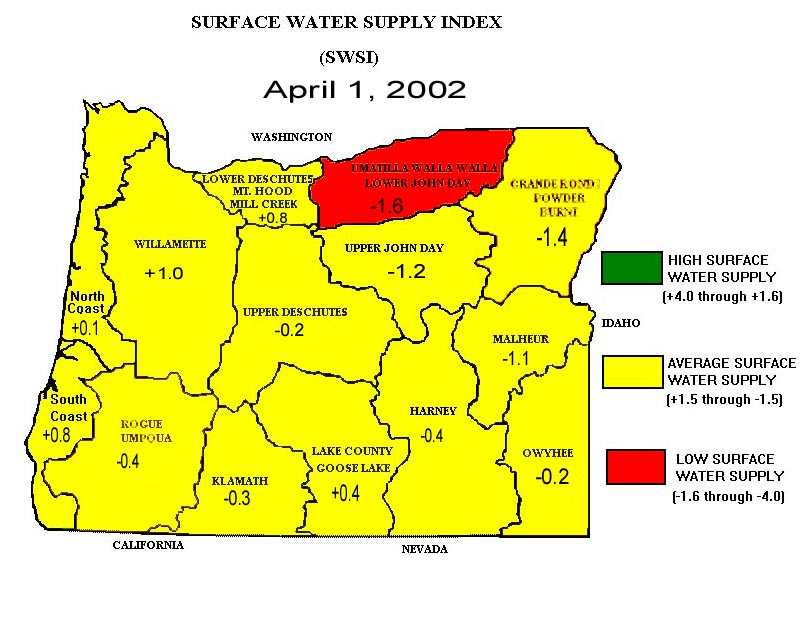 SURFACE WATER SUPPLY INDEX
(SWSI)
April 1, 2002
WASHINGTON
LOWER DESCHUTES
MT. HOOD
MILL CREEK
+0.8
UMATILLA WALLA WALLA
LOWER JOHN DAY
-1.6
GRANDE RONDE
POWDER
BURNT
-1.4
WILLAMETTE
+1.0
UPPER JOHN DAY
-1.2
North
Coast
+0.1
UPPER DESCHUTES
-0.2
MALHEUR
-1.1
IDAHO
South
Coast
+0.8
ROGUE
UMPQUA
-0.4
KLAMATH
-0.3
LAKE COUNTY
GOOSE LAKE
+0.4
HARNEY
-0.4
OWYHEE
-0.2
CALIFORNIA
NEVADA
HIGH SURFACE
WATER SUPPLY
(+4.0 through +1.6)
AVERAGE SURFACE
WATER SUPPLY
(+1.5 through -1.5)
LOW SURFACE
WATER SUPPLY
(-1.6 through -4.0)